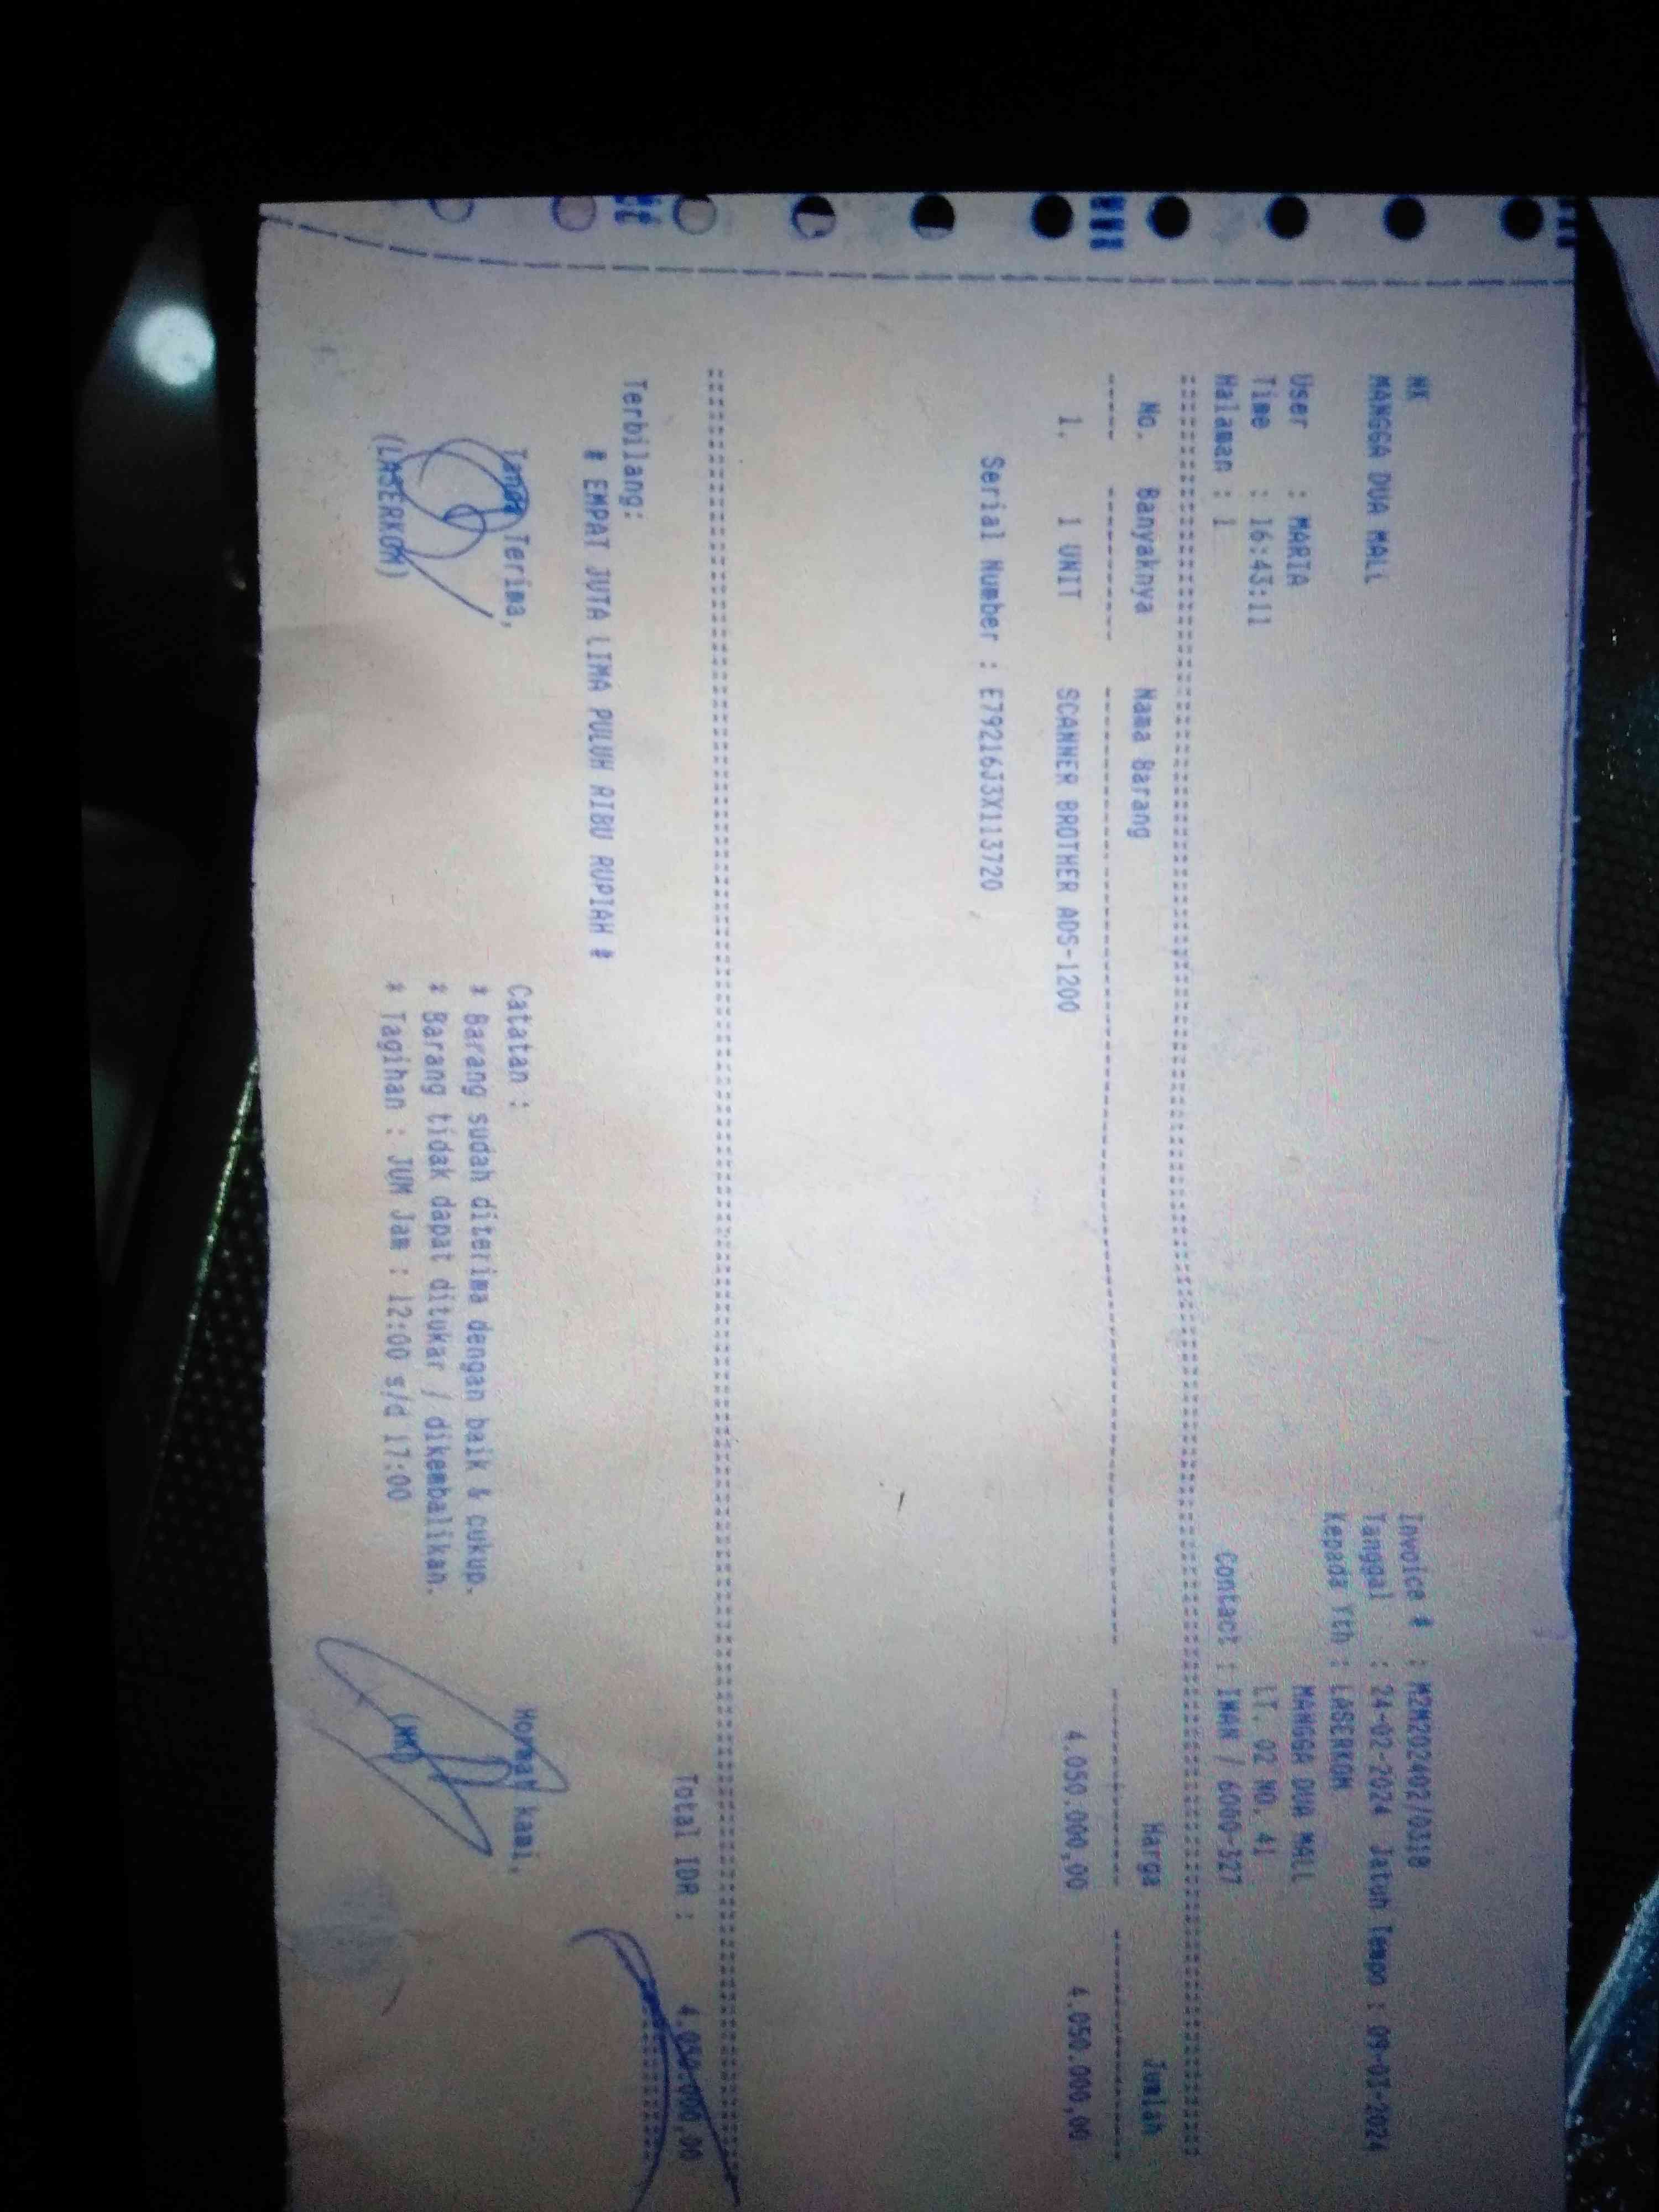 MK
MANGGA DUA MALL
Invoice # : M2M202402/0318
Tanggal : 24-02-2024 Jatuh Tempo : 09-03-2024
Kepada Yth : LASERKOM
MANGGA DUA MALL
LT. 02 NO. 41
Contact : IWAN / 6000-327
User : MARIA
Time : 16:43:11
Halaman : 1
No. Banyaknya Nama Barang Harga Jumlah
1. 1 UNIT SCANNER BROTHER ADS-1200 4.050.000,00 4.050.000,00
Serial Number : E79216J3X113720
Total IDR : 4.050.000,00
Terbilang:
# EMPAT JUTA LIMA PULUH RIBU RUPIAH #
Tanda Terima,
(LASERKOM)
Catatan :
* Barang sudah diterima dengan baik & cukup.
* Barang tidak dapat ditukar / dikembalikan.
* Tagihan : JUM Jam : 12:00 s/d 17:00
Hormat kami,
(MK)